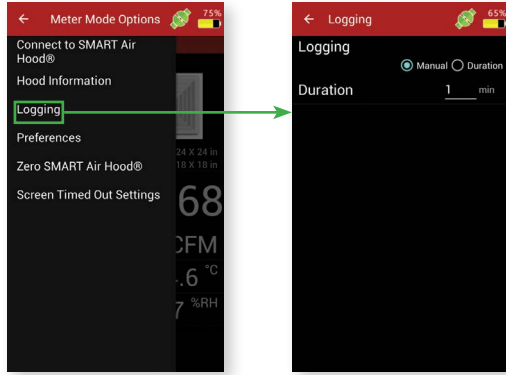 Meter Mode Options
75%
Connect to SMART Air
Hood®
Hood Information
Logging
Preferences
Zero SMART Air Hood®
Screen Timed Out Settings
24 X 24 in
18 X 18 in
68
CFM
.6 °C
7 %RH
Logging
65%
Logging
Manual Duration
Duration 1 min